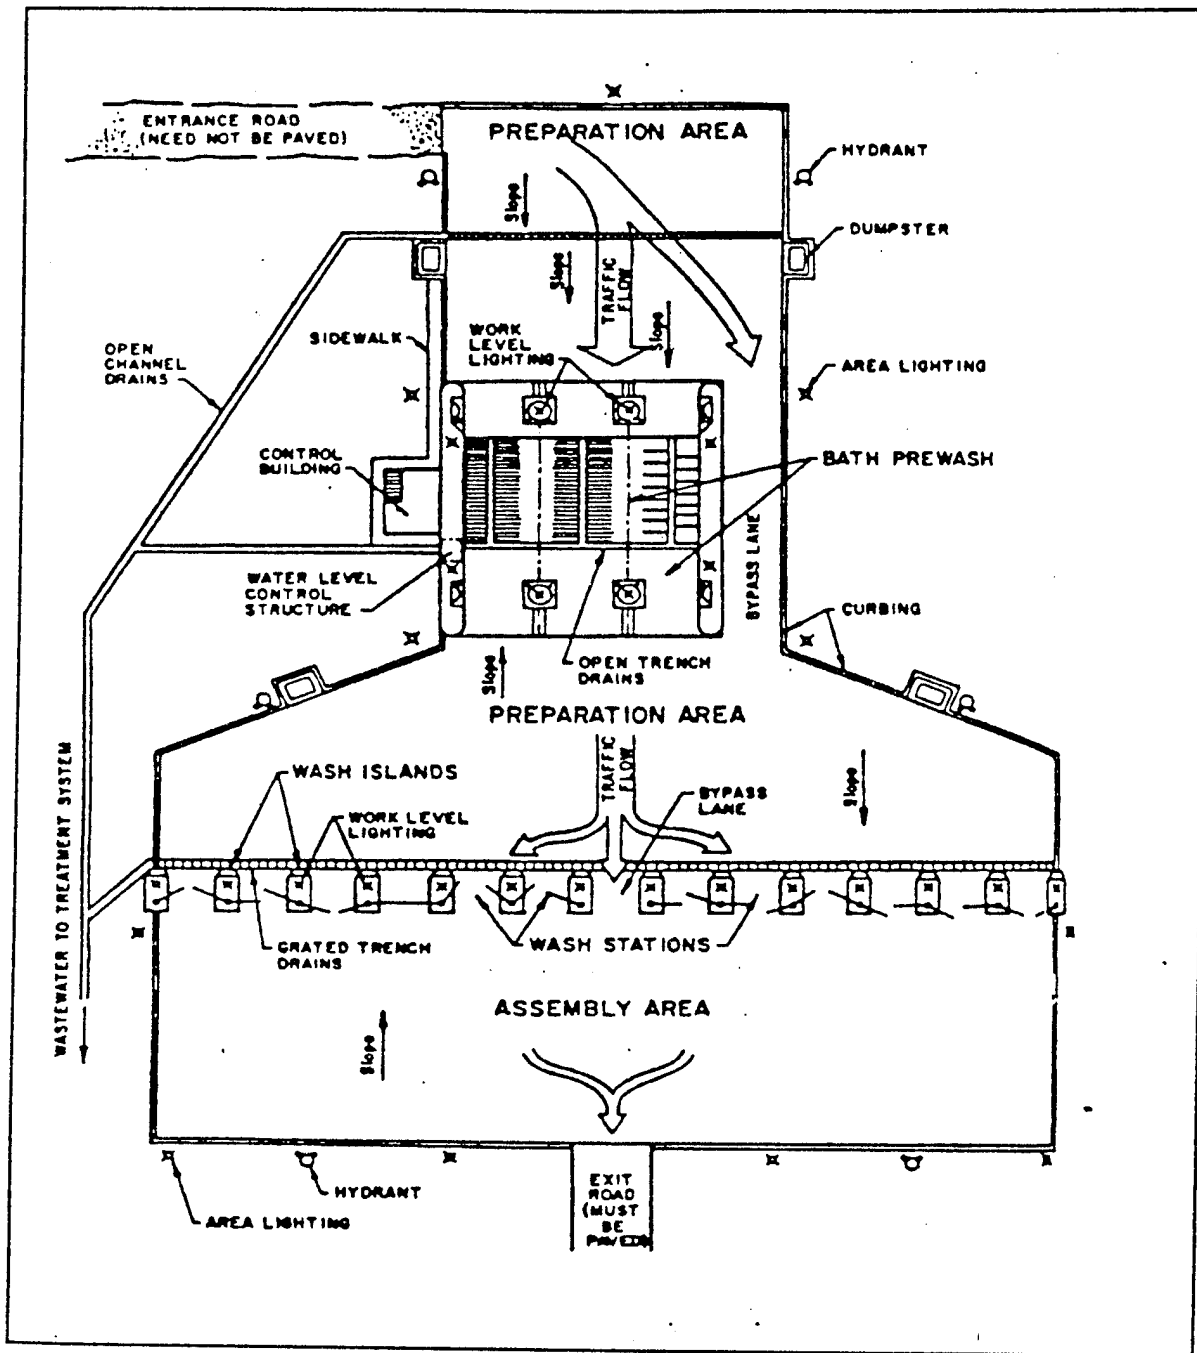 ENTRANCE ROAD
(NEED NOT BE PAVED)
PREPARATION AREA
HYDRANT
Slope
DUMPSTER
Slope
TRAFFIC
FLOW
Slope
SIDEWALK
WORK
LEVEL
LIGHTING
OPEN
CHANNEL
DRAINS
AREA LIGHTING
CONTROL
BUILDING
BATH PREWASH
BYPASS LANE
WATER LEVEL
CONTROL
STRUCTURE
CURBING
OPEN TRENCH
DRAINS
Slope
PREPARATION AREA
WASTEWATER TO TREATMENT SYSTEM
TRAFFIC
FLOW
WASH ISLANDS
BYPASS
LANE
Slope
WORK LEVEL
LIGHTING
GRATED TRENCH
DRAINS
WASH STATIONS
ASSEMBLY AREA
Slope
HYDRANT
AREA LIGHTING
EXIT
ROAD
(MUST
BE
PAVED)